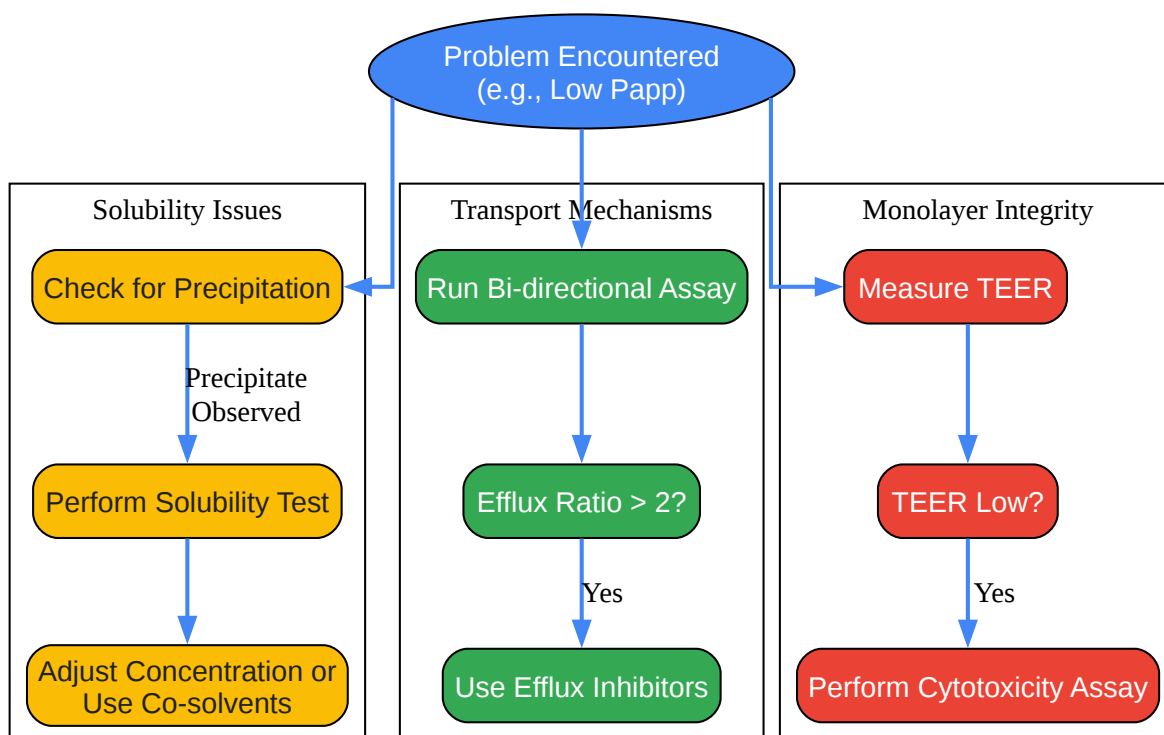 Problem Encountered
(e.g., Low Papp)
Solubility Issues
Check for Precipitation
Precipitate
Observed
Perform Solubility Test
Adjust Concentration or
Use Co-solvents
Transport Mechanisms
Run Bi-directional Assay
Efflux Ratio > 2?
Yes
Use Efflux Inhibitors
Monolayer Integrity
Measure TEER
TEER Low?
Yes
Perform Cytotoxicity Assay